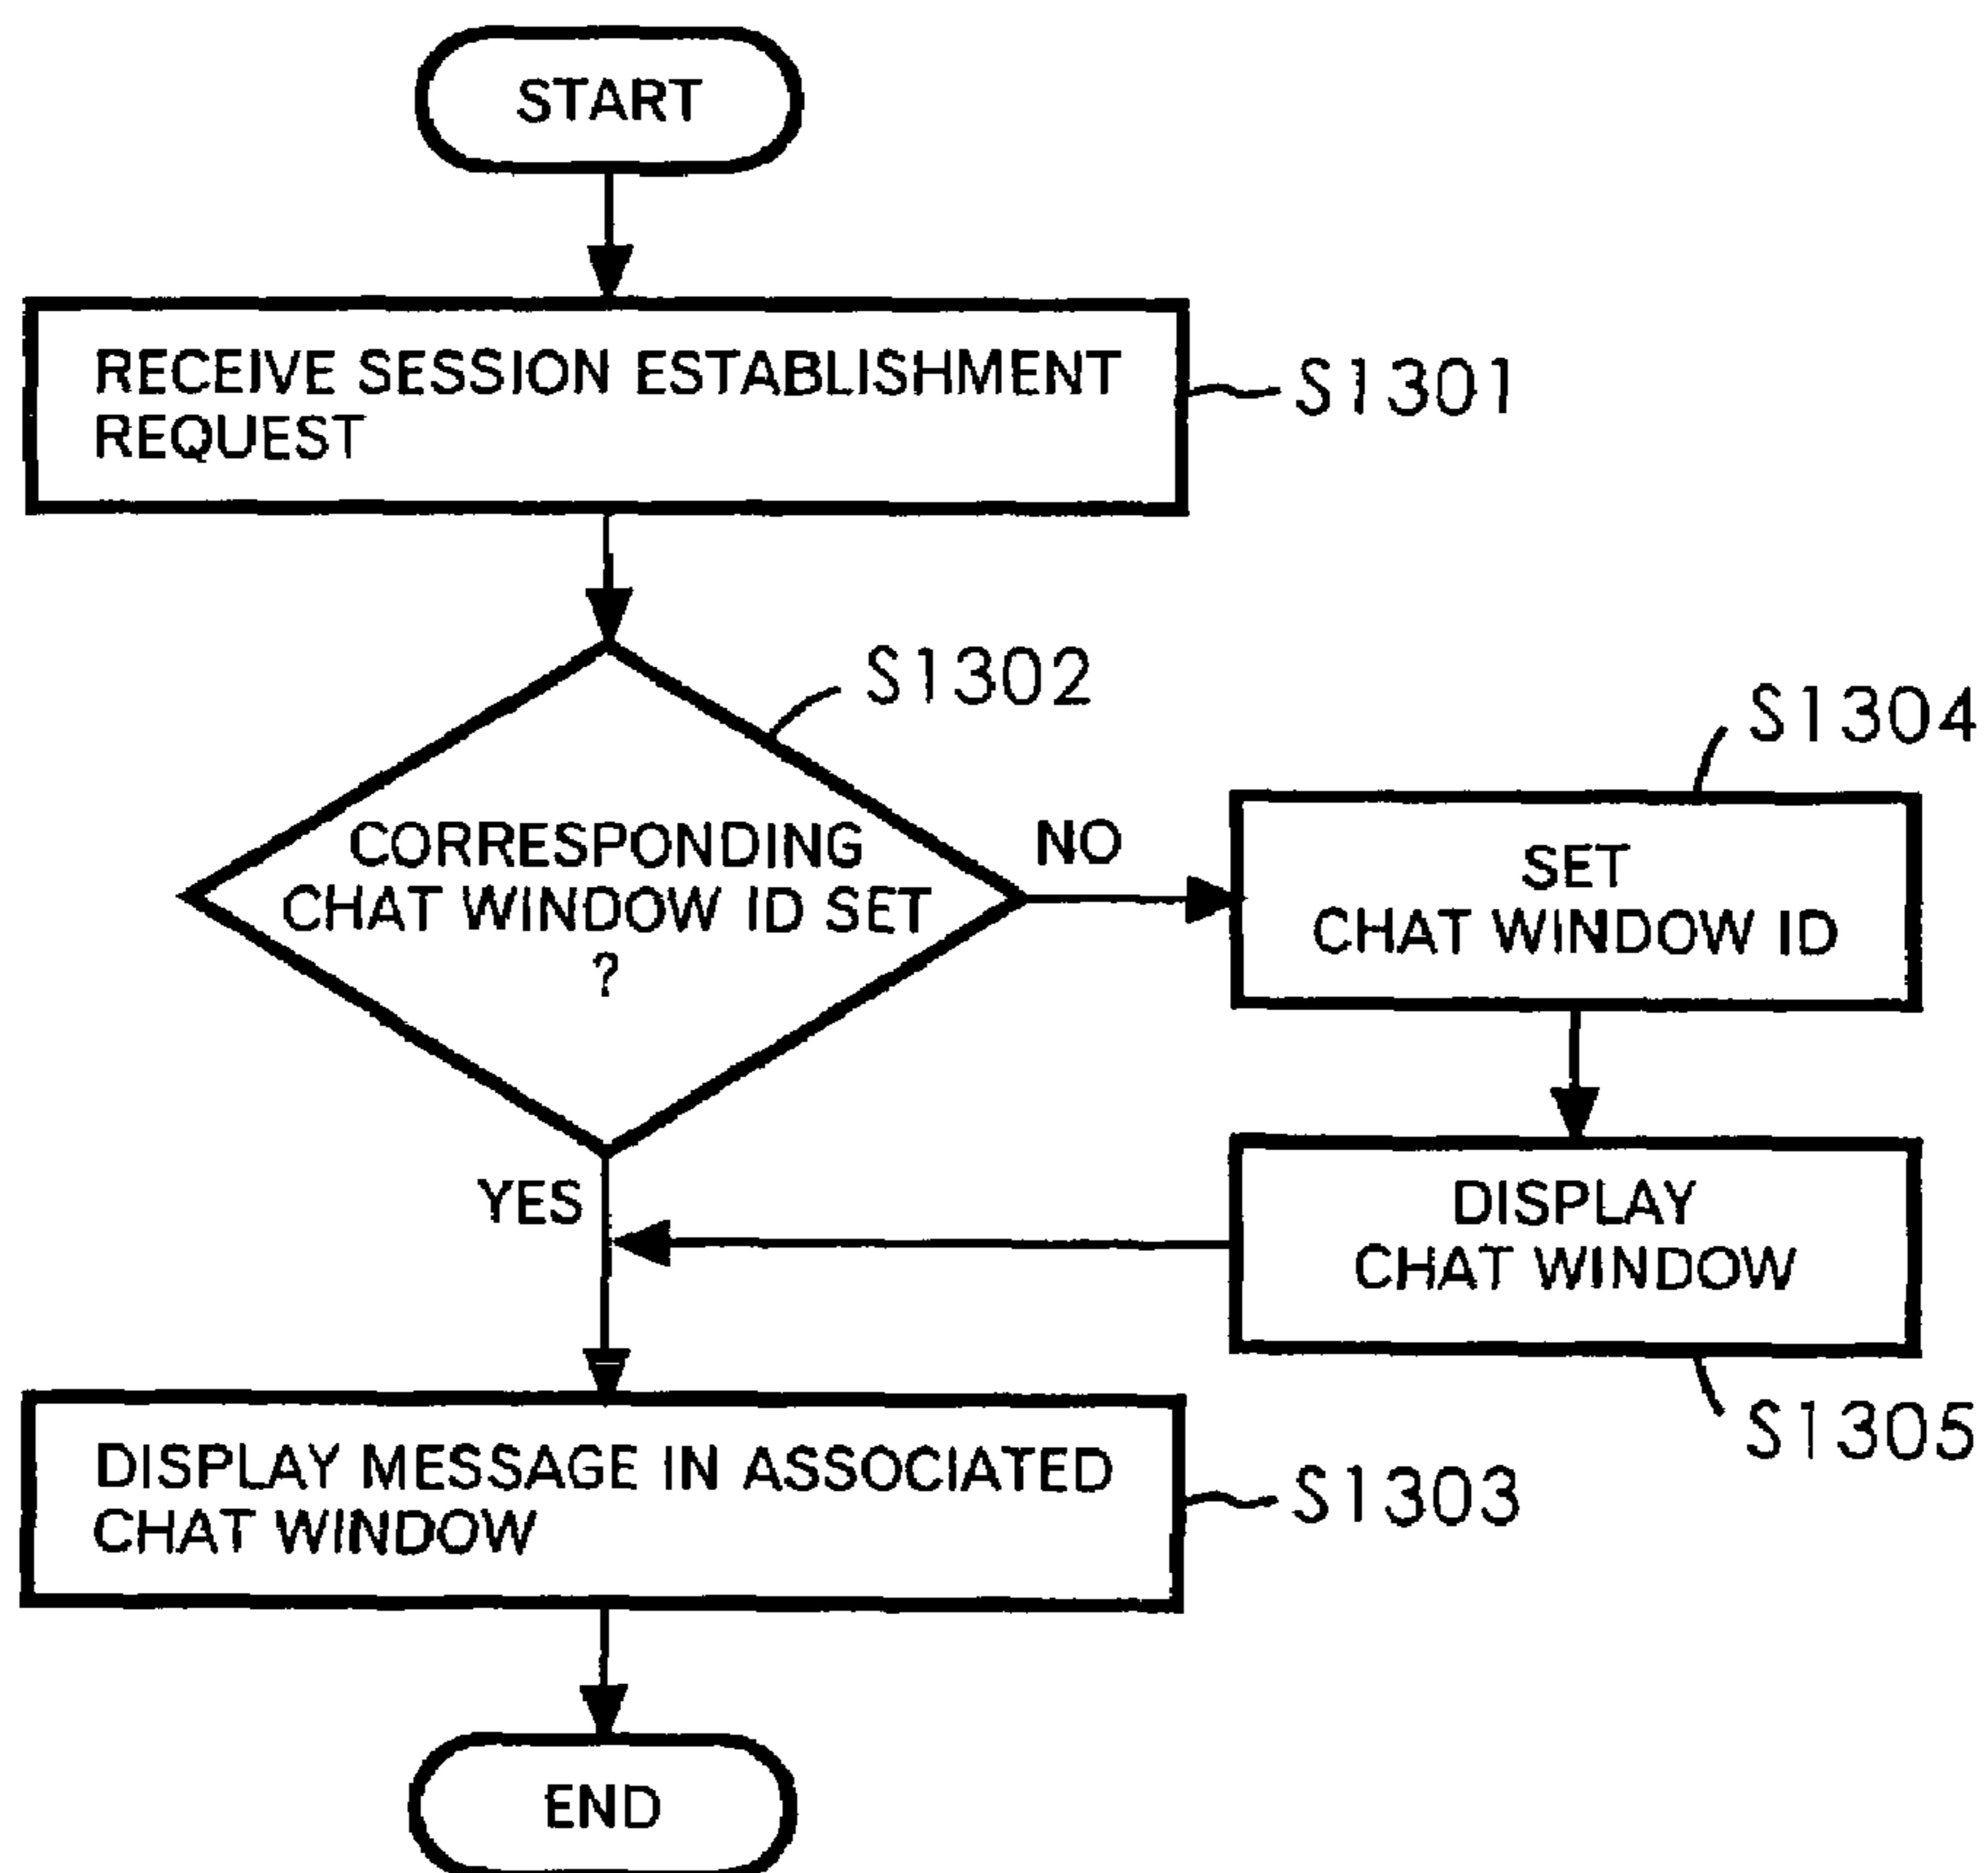 START
RECEIVE SESSION ESTABLISHMENT
REQUEST
S1301
S1302
CORRESPONDING
CHAT WINDOW ID SET
?
NO
S1304
SET
CHAT WINDOW ID
YES
DISPLAY
CHAT WINDOW
S1305
DISPLAY MESSAGE IN ASSOCIATED
CHAT WINDOW
S1303
END